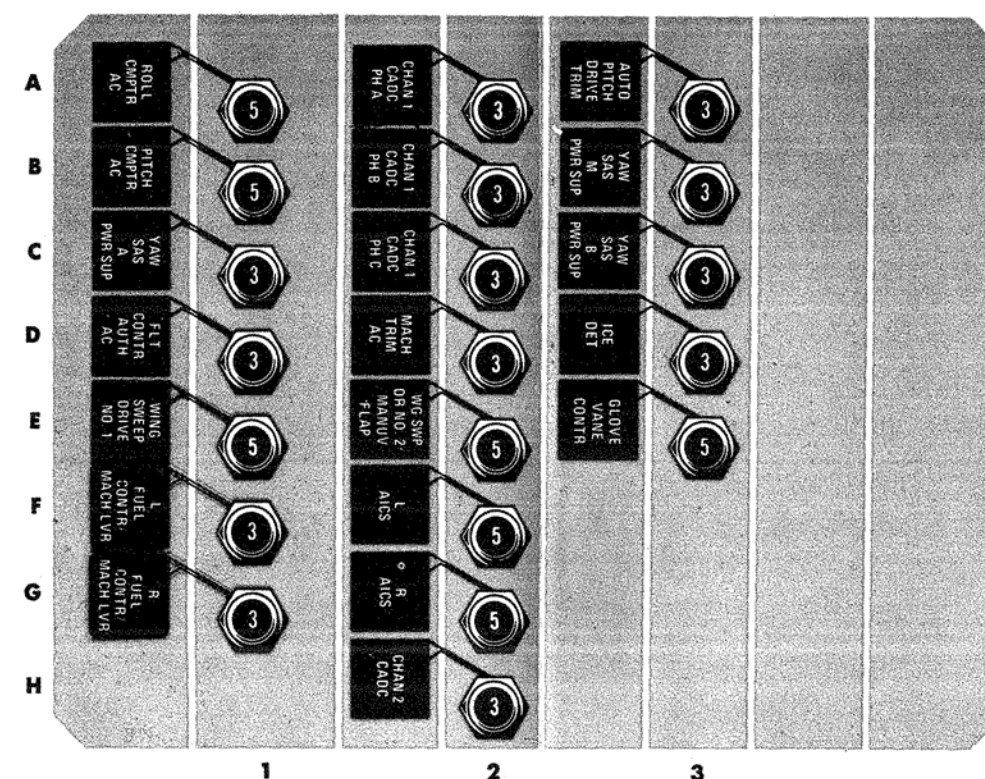 A
ROLL
CMPTR
AC
5
CHAN 1
CADC
PH A
3
AUTO
PITCH
DRIVE
TRIM
3
B
PITCH
CMPTR
AC
5
CHAN 1
CADC
PH B
3
YAW
SAS
M
PWR SUP
3
C
YAW
SAS
A
PWR SUP
3
CHAN 1
CADC
PH C
3
YAW
SAS
B
PWR SUP
3
D
FLT
CONTR
AUTH
AC
3
MACH
TRIM
AC
3
ICE
DET
3
E
WING
SWEEP
DRIVE
NO. 1
5
WG SWP
DR NO. 2/
MANUV
FLAP
5
GLOVE
VANE
CONTR
5
F
L
FUEL
CONTR/
MACH LVR
3
L
AICS
5
G
R
FUEL
CONTR/
MACH LVR
3
R
AICS
5
H
CHAN 2
CADC
3
1
2
3